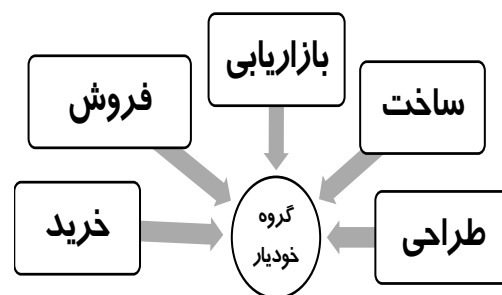 بازاریابی
ساخت
فروش
طراحی
خرید
گروه
خودیار